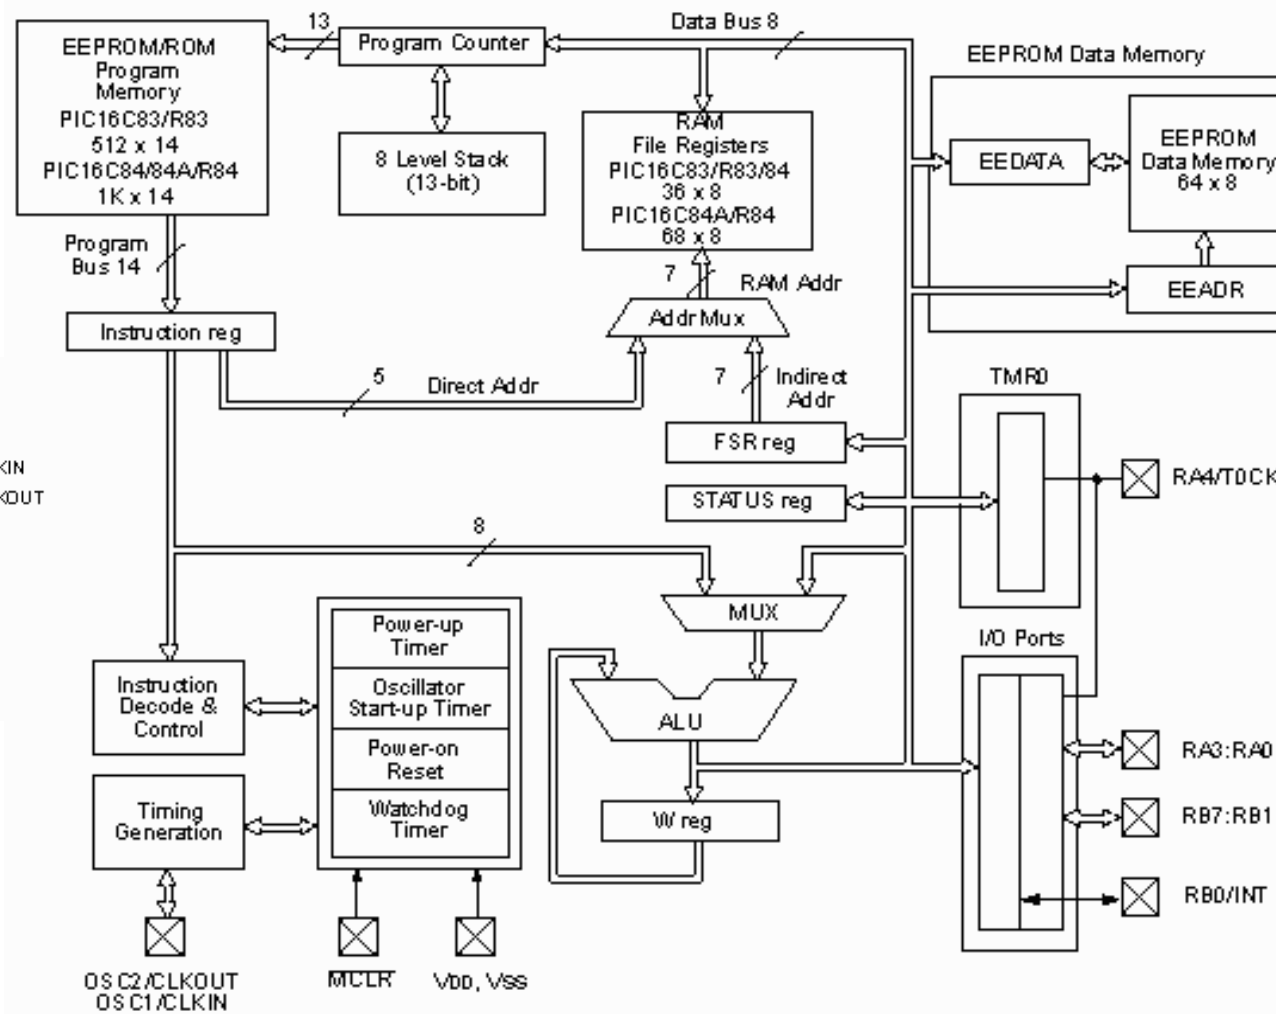 13
Data Bus 8
EEPROM/ROM
Program
Memory
PIC16C83/R83
512 x 14
PIC16C84/84A/R84
1K x 14
Program Counter
8 Level Stack
(13-bit)
RAM
File Registers
PIC16C83/R83/84
36 x 8
PIC16C84A/R84
68 x 8
EEPROM Data Memory
EEDATA
EEPROM
Data Memory
64 x 8
EEADR
Program
Bus 14
7
RAM Addr
Instruction reg
Addr Mux
5
Direct Addr
7
Indirect
Addr
TMR0
FSR reg
KIN
KOUT
RA4/T0CK
STATUS reg
8
MUX
I/O Ports
Power-up
Timer
Instruction
Decode &
Control
Oscillator
Start-up Timer
ALU
Power-on
Reset
RA3:RA0
Timing
Generation
Watchdog
Timer
W reg
RB7:RB1
RB0/INT
OSC2/CLKOUT
OSC1/CLKIN
MCLR
VDD, VSS